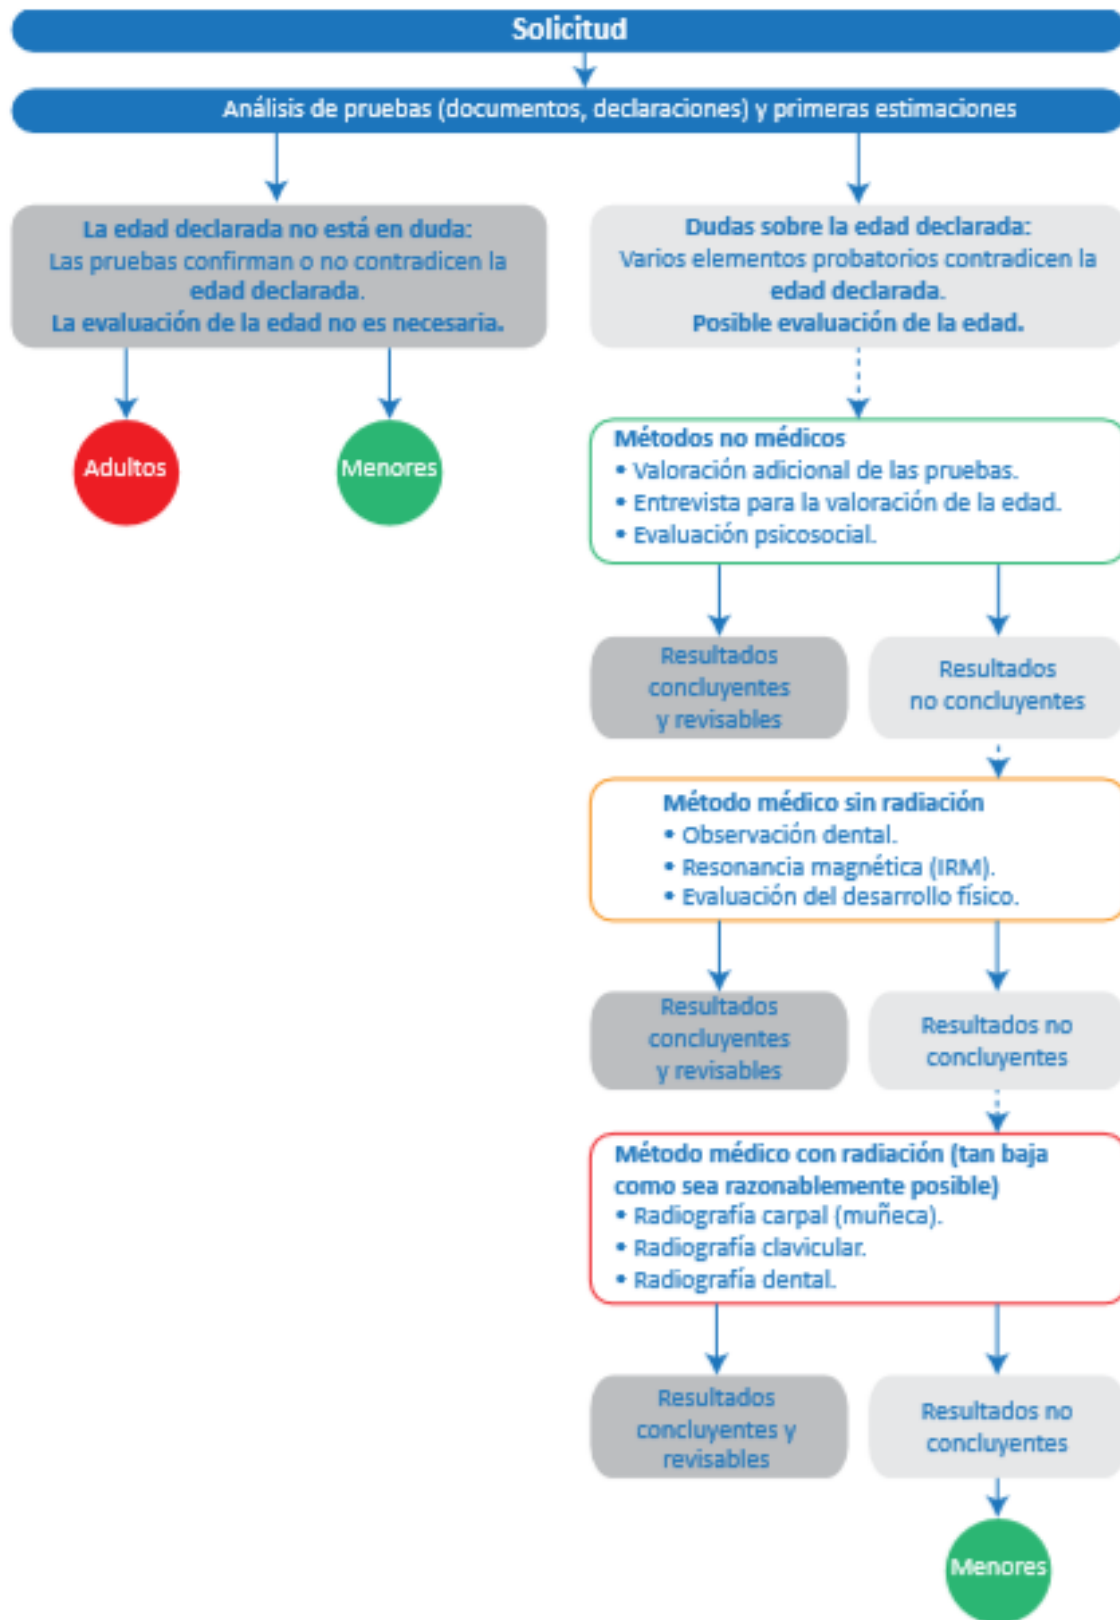 Solicitud
Análisis de pruebas (documentos, declaraciones) y primeras estimaciones
La edad declarada no está en duda:
Las pruebas confirman o no contradicen la
edad declarada.
La evaluación de la edad no es necesaria.
Dudas sobre la edad declarada:
Varios elementos probatorios contradicen la
edad declarada.
Posible evaluación de la edad.
Adultos
Menores
Métodos no médicos
• Valoración adicional de las pruebas.
• Entrevista para la valoración de la edad.
• Evaluación psicosocial.
Resultados
concluyentes
y revisables
Resultados
no concluyentes
Método médico sin radiación
• Observación dental.
• Resonancia magnética (IRM).
• Evaluación del desarrollo físico.
Resultados
concluyentes
y revisables
Resultados no
concluyentes
Método médico con radiación (tan baja
como sea razonablemente posible)
• Radiografía carpal (muñeca).
• Radiografía clavicular.
• Radiografía dental.
Resultados
concluyentes y
revisables
Resultados no
concluyentes
Menores